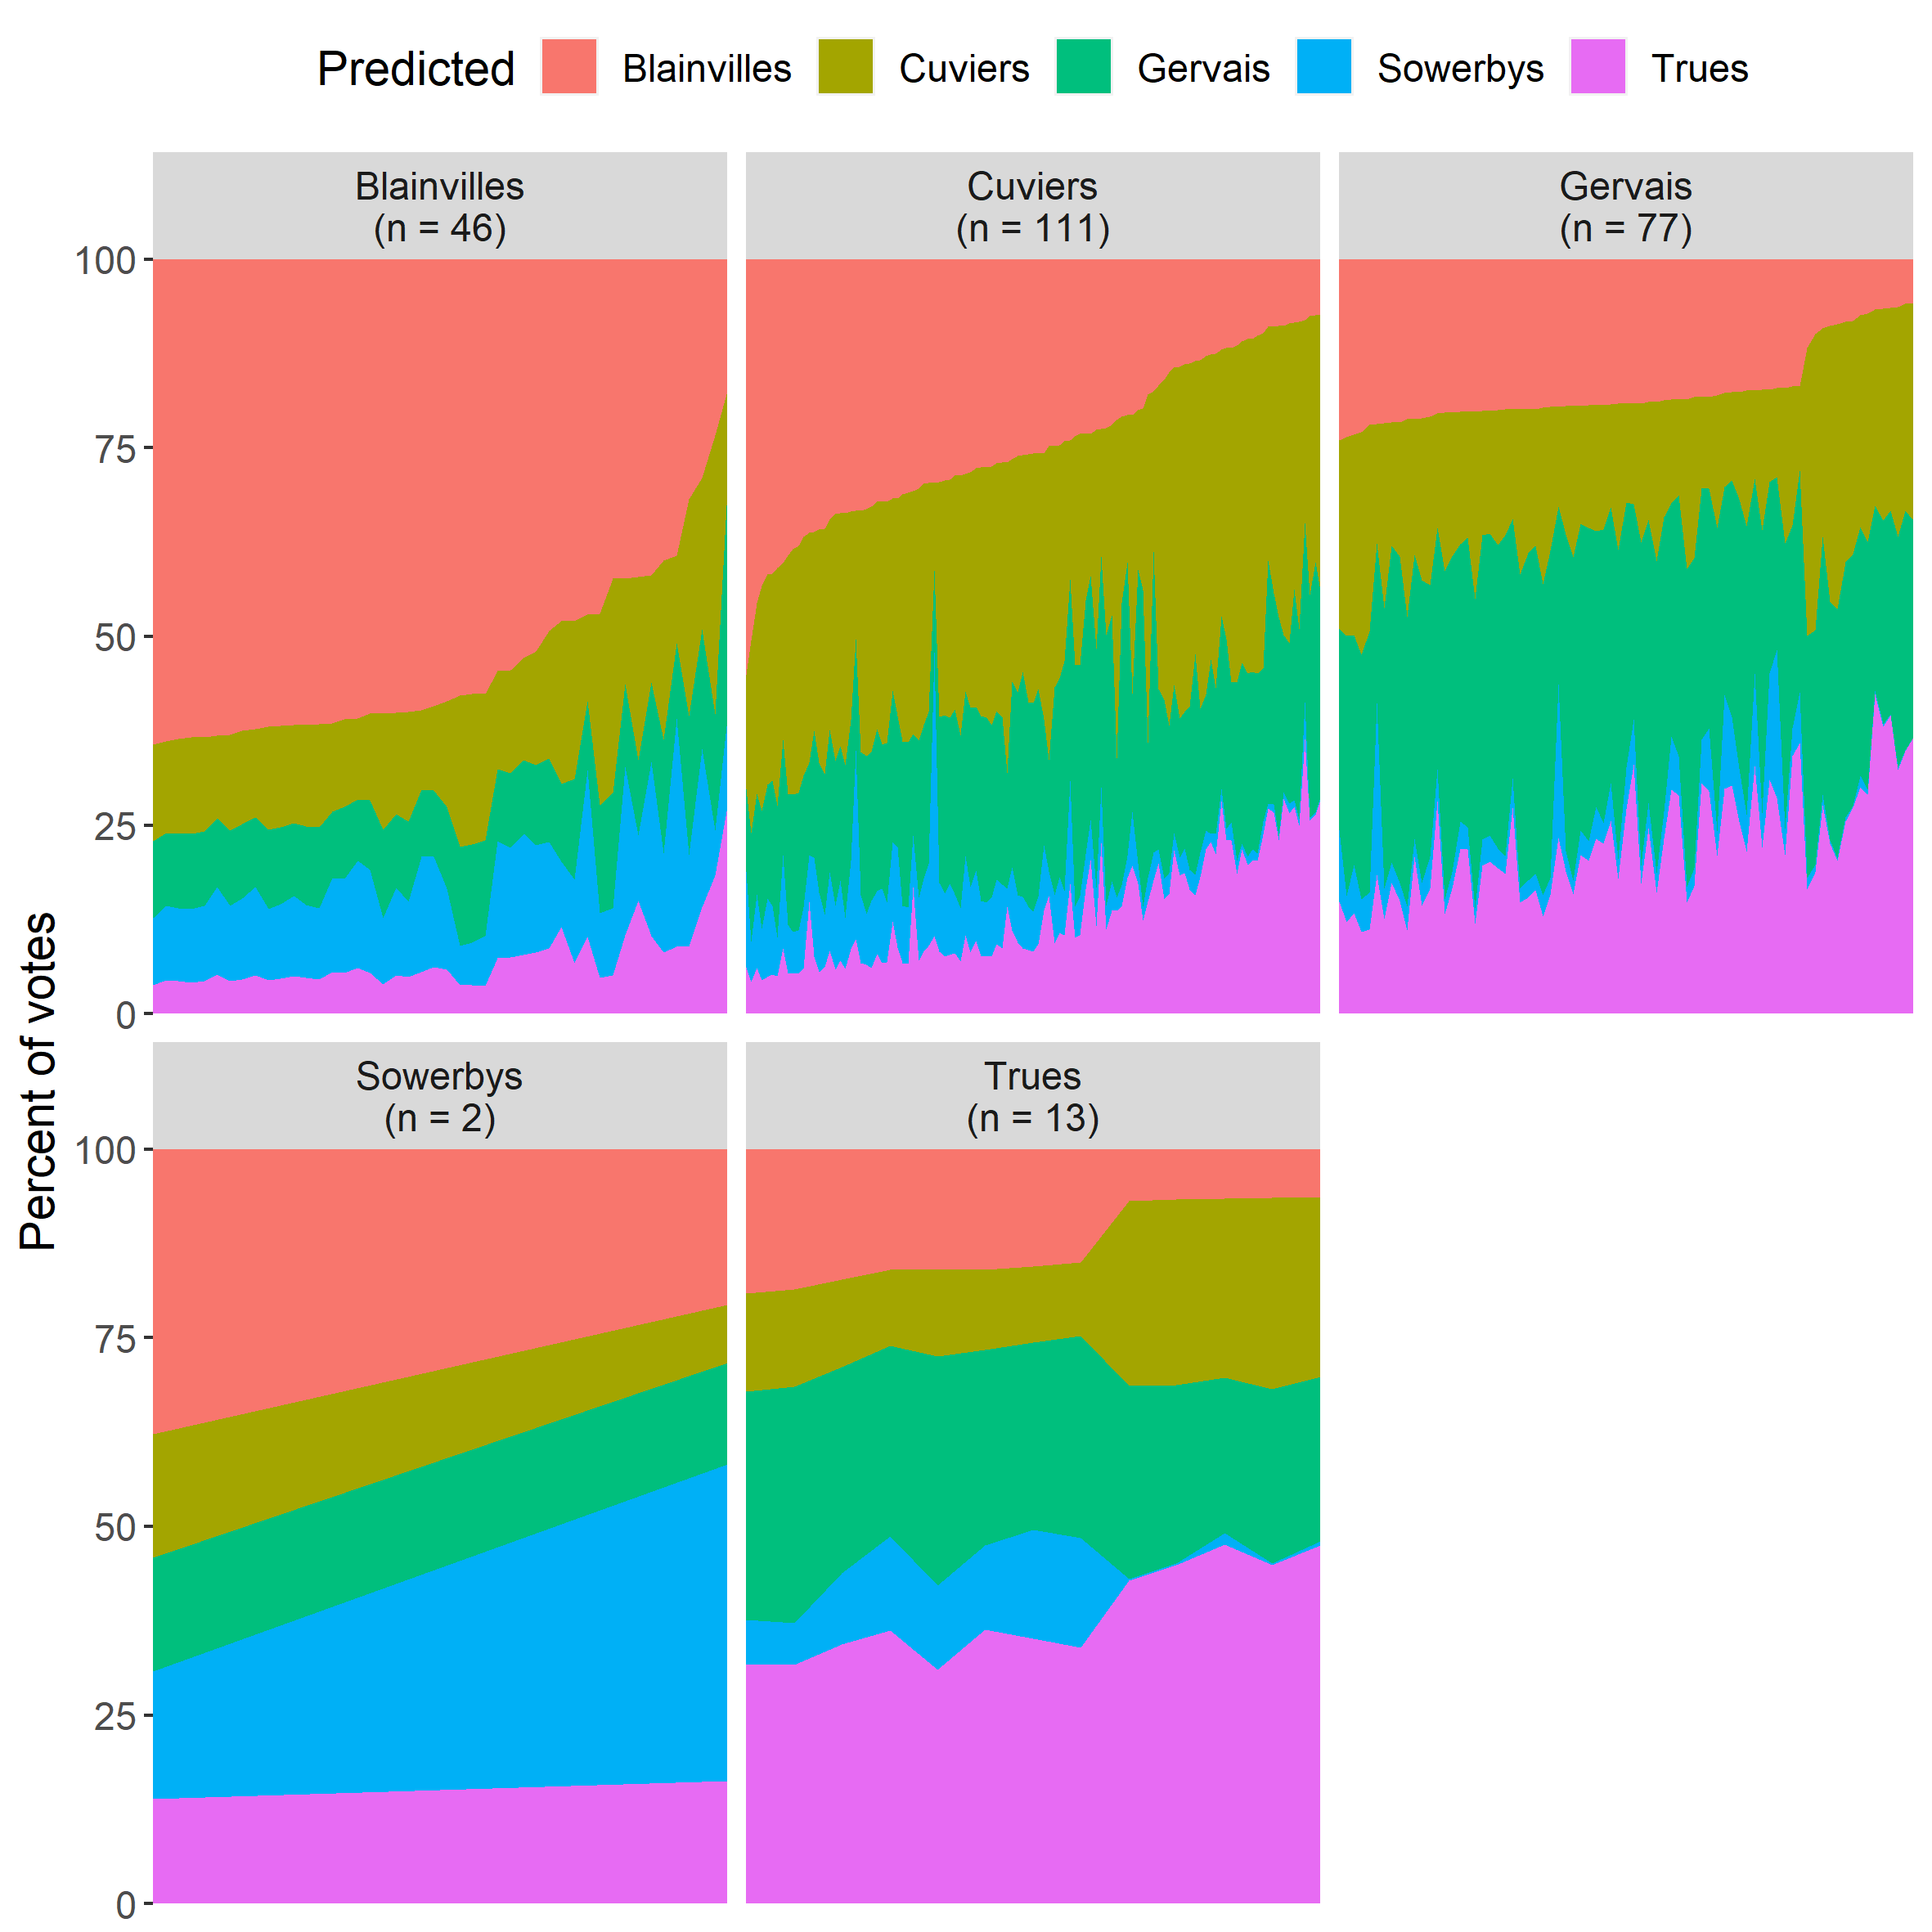 Predicted Blainvilles Cuviers Gervais Sowerbys Trues
Blainvilles
(n = 46)
Cuviers
(n = 111)
Gervais
(n = 77)
100
75
50
25
0
Sowerbys
(n = 2)
Trues
(n = 13)
100
75
50
25
0
Percent of votes